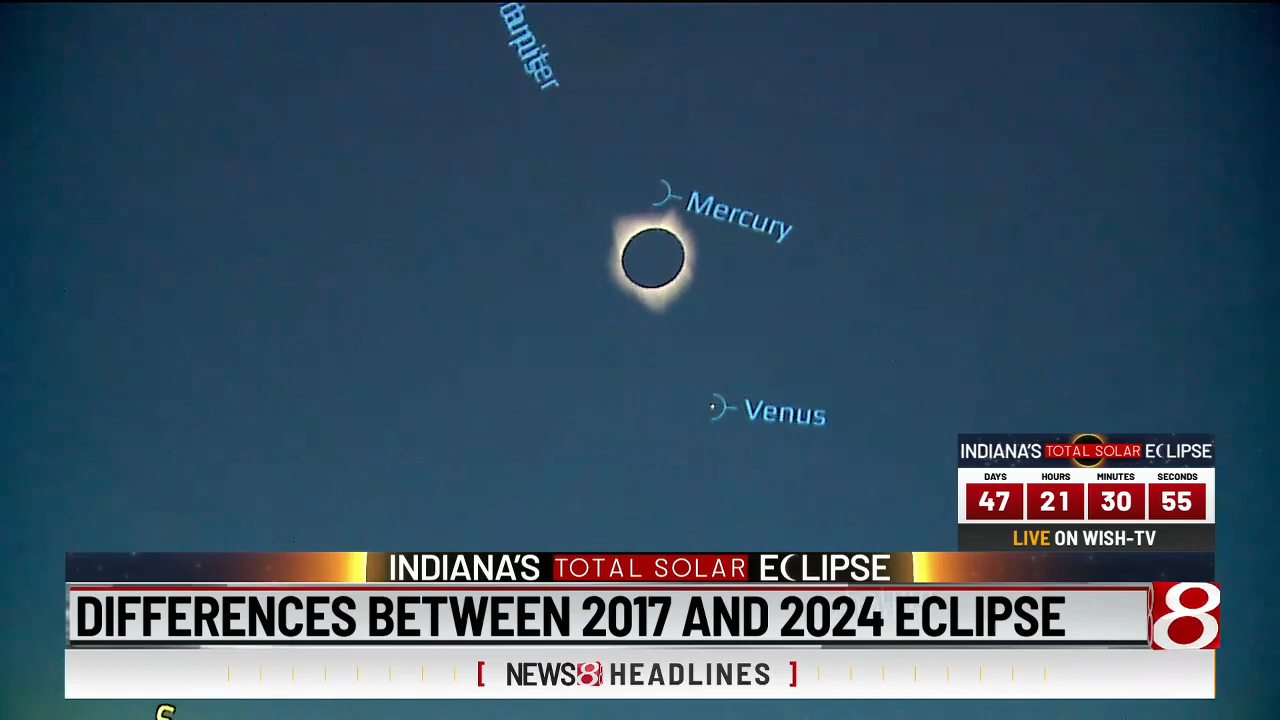 Jupiter
Mercury
Venus
INDIANA'S TOTAL SOLAR ECLIPSE
DAYS HOURS MINUTES SECONDS
47 21 30 55
LIVE ON WISH-TV
INDIANA'S TOTAL SOLAR ECLIPSE
DIFFERENCES BETWEEN 2017 AND 2024 ECLIPSE
8
[ NEWS8 HEADLINES ]
S